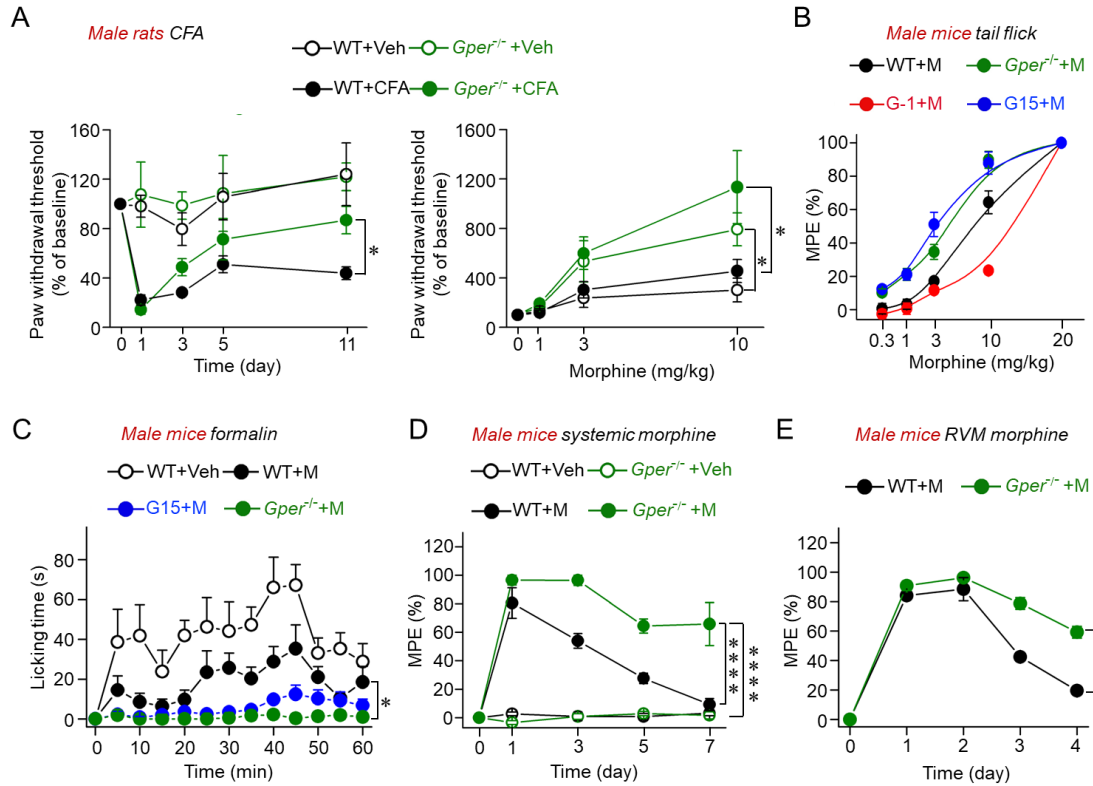 A
Male rats CFA
WT+Veh
Gper-/- +Veh
WT+CFA
Gper-/- +CFA
Paw withdrawal threshold
(% of baseline)
160
120
80
40
0
0 1 3 5 11
Time (day)
*
Paw withdrawal threshold
(% of baseline)
1600
1200
800
400
0
0 1 3 10
Morphine (mg/kg)
* *
B
Male mice tail flick
WT+M
Gper-/- +M
G-1+M
G15+M
MPE (%)
100
80
60
40
20
0
0.3 1 3 10 20
Morphine (mg/kg)
C
Male mice formalin
WT+Veh
WT+M
G15+M
Gper-/- +M
Licking time (s)
80
60
40
20
0
0 10 20 30 40 50 60
Time (min)
*
D
Male mice systemic morphine
WT+Veh
Gper-/- +Veh
WT+M
Gper-/- +M
MPE (%)
120
100
80
60
40
20
0
0 1 3 5 7
Time (day)
****
****
E
Male mice RVM morphine
WT+M
Gper-/- +M
MPE (%)
120
100
80
60
40
20
0
0 1 2 3 4
Time (day)